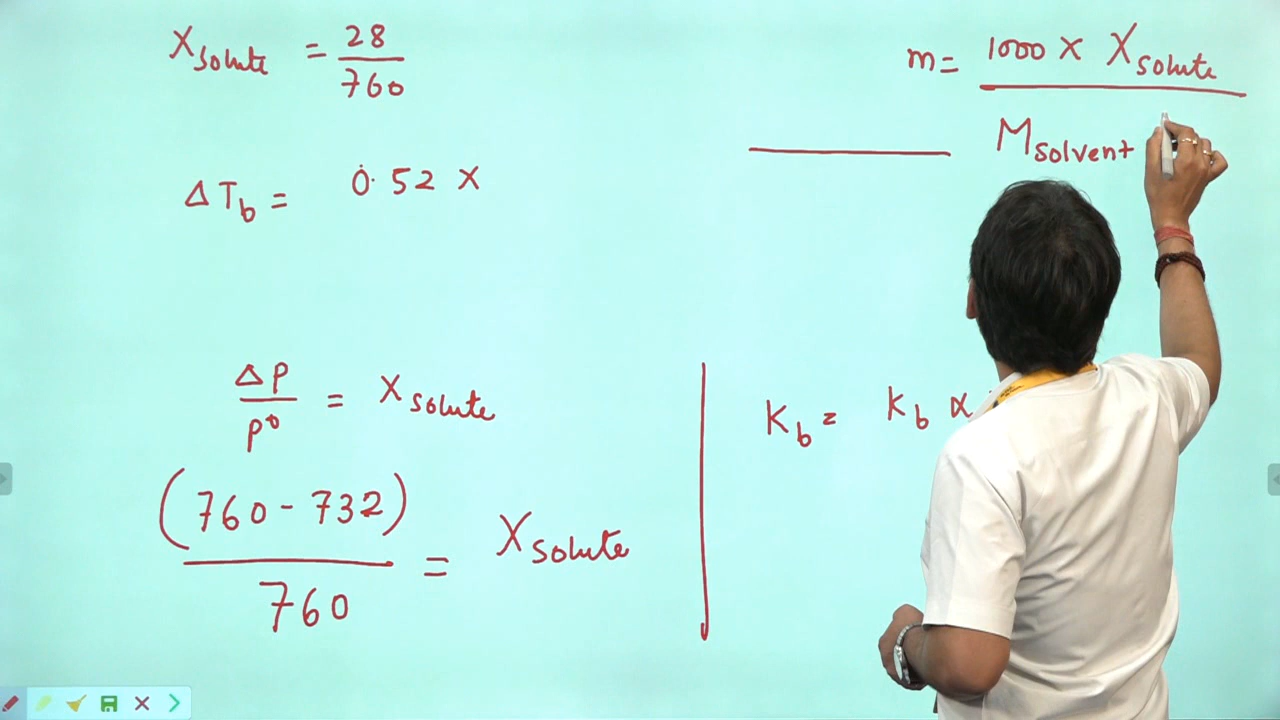 X solute = 28 / 760
ΔT b = 0.52 X
ΔP / P° = X solute
(760 - 732) / 760 = X solute
m = 1000 x X solute / M solvent
K b = K b ∝